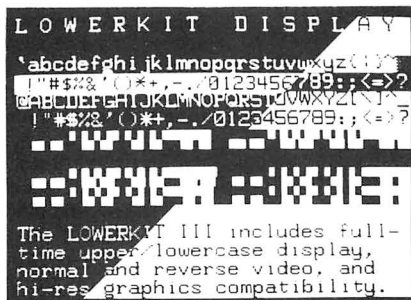 LOWERKIT DISPLAY
`abcdefghijklmnopqrstuvwxyz{|}~
!"#$%&'()*+,-./0123456789:;<=>?
@ABCDEFGHIJKLMNOPQRSTUVWXYZ[\]^
!"#$%&'()*+,-./0123456789:;<=>?
The LOWERKIT III includes full-
time upper/lowercase display,
normal and reverse video, and
hi-res graphics compatibility.